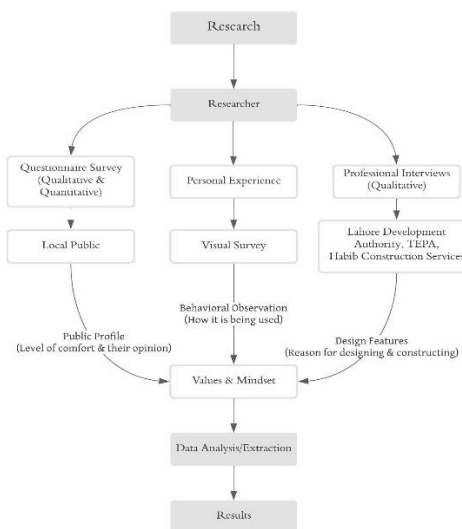 Research
Researcher
Questionnaire Survey
(Qualitative &
Quantitative)
Personal Experience
Professional Interviews
(Qualitative)
Local Public
Visual Survey
Lahore Development
Authority, TEPA,
Habib Construction Services
Behavioral Observation
(How it is being used)
Public Profile
(Level of comfort & their opinion)
Design Features
(Reason for designing & constructing)
Values & Mindset
Data Analysis/Extraction
Results